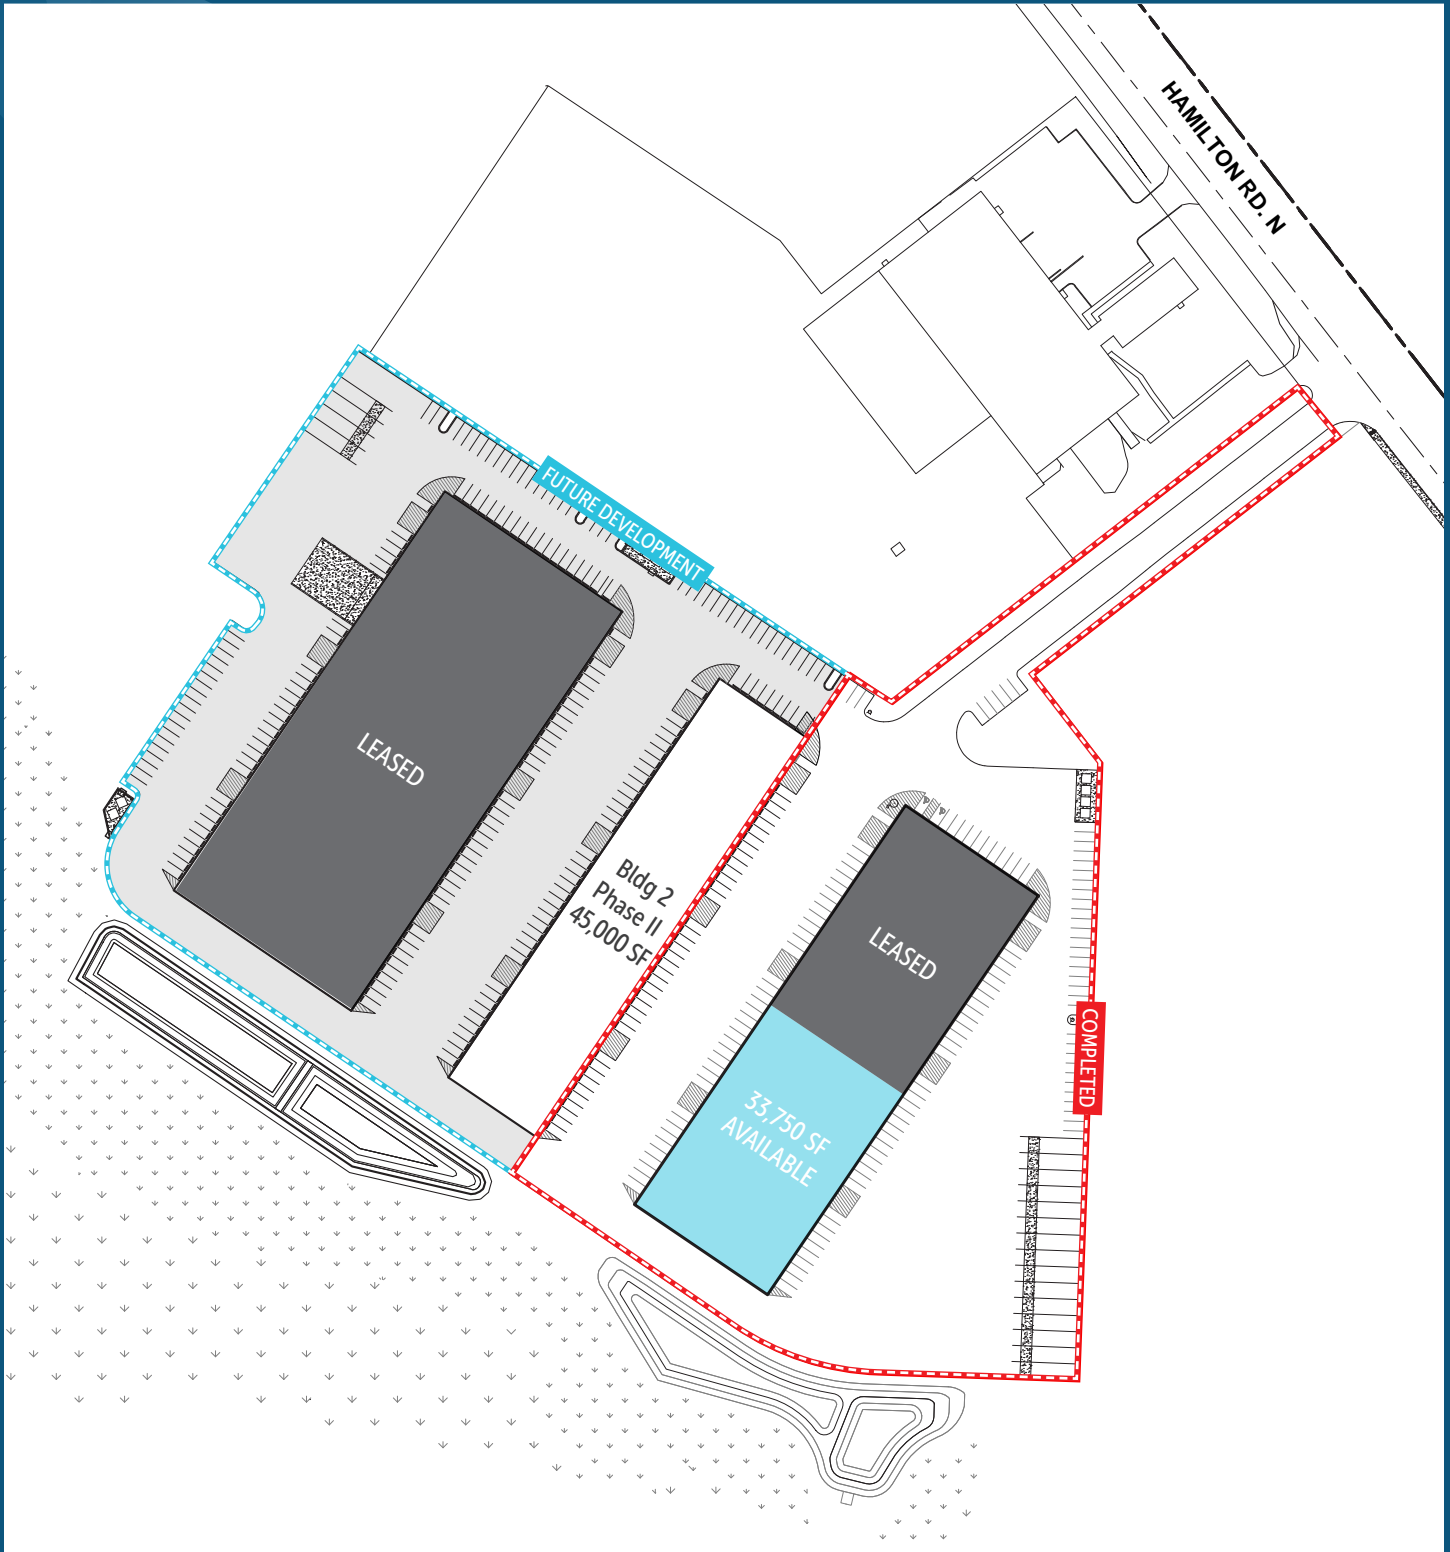 HAMILTON RD. N
FUTURE DEVELOPMENT
LEASED
Bldg 2
Phase II
45,000 SF
LEASED
33,750 SF
AVAILABLE
COMPLETED